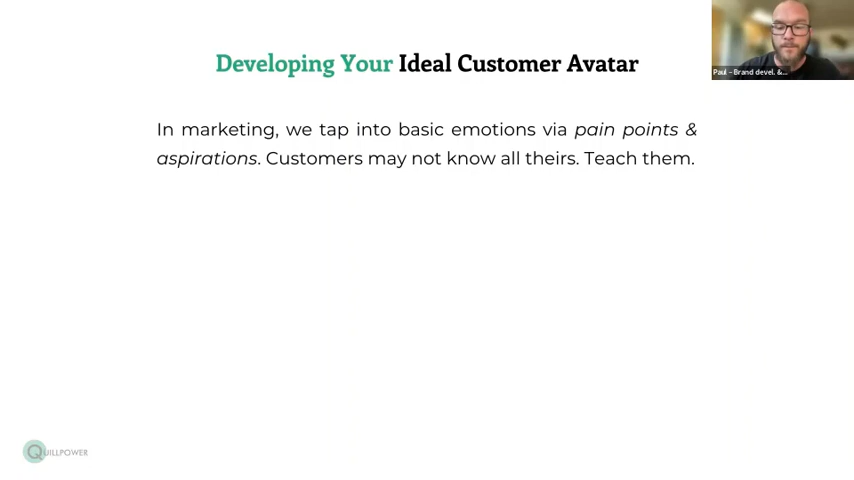 Developing Your Ideal Customer Avatar
Paul – Brand devel. &...
In marketing, we tap into basic emotions via pain points &
aspirations. Customers may not know all theirs. Teach them.
QUILLPOWER